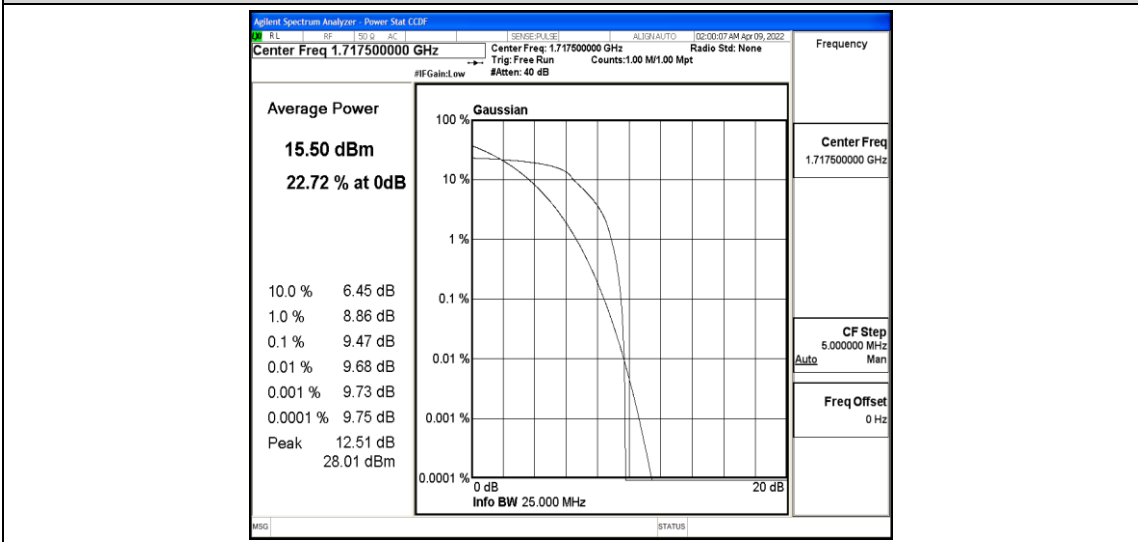 Agilent Spectrum Analyzer - Power Stat CCDF
LXI RL RF 50 Ω AC SENSE:PULSE ALIGN AUTO 02:00:07 AM Apr 09, 2022
Center Freq 1.717500000 GHz
Center Freq: 1.717500000 GHz Radio Std: None
Trig: Free Run Counts:1.00 M/1.00 Mpt
#IFGain:Low #Atten: 40 dB
Frequency
Average Power
15.50 dBm
22.72 % at 0dB
10.0 % 6.45 dB
1.0 % 8.86 dB
0.1 % 9.47 dB
0.01 % 9.68 dB
0.001 % 9.73 dB
0.0001 % 9.75 dB
Peak 12.51 dB
28.01 dBm
Gaussian
100 %
10 %
1 %
0.1 %
0.01 %
0.001 %
0.0001 %
0 dB 20 dB
Info BW 25.000 MHz
Center Freq
1.717500000 GHz
CF Step
5.000000 MHz
Auto Man
Freq Offset
0 Hz
MSG STATUS